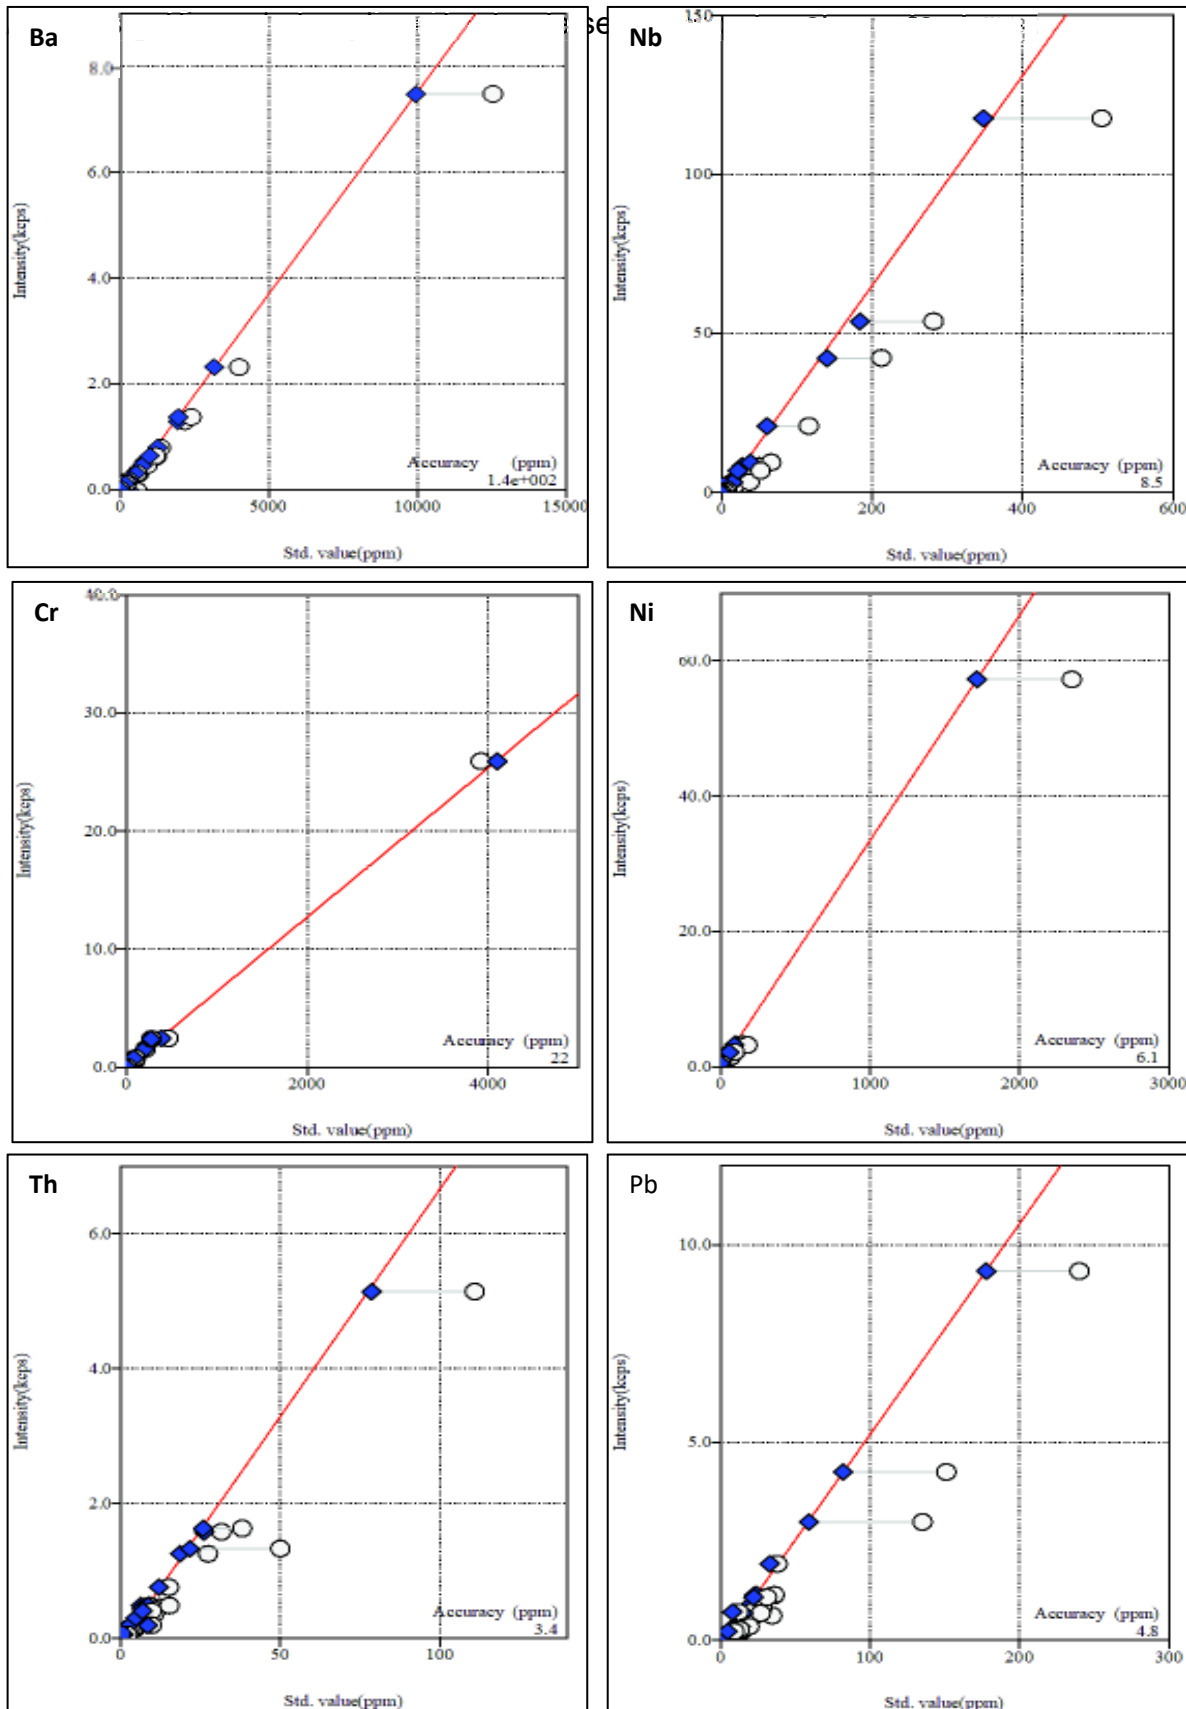 se
Ba
8.0
6.0
4.0
2.0
0.0
0
5000
10000
15000
Intensity(kcps)
Std. value(ppm)
Accuracy (ppm)
1.4e+002
Nb
150
100
50
0
0
200
400
600
Intensity(kcps)
Std. value(ppm)
Accuracy (ppm)
8.5
Cr
40.0
30.0
20.0
10.0
0.0
0
2000
4000
Intensity(kcps)
Std. value(ppm)
Accuracy (ppm)
22
Ni
60.0
40.0
20.0
0.0
0
1000
2000
3000
Intensity(kcps)
Std. value(ppm)
Accuracy (ppm)
6.1
Th
6.0
4.0
2.0
0.0
0
50
100
Intensity(kcps)
Std. value(ppm)
Accuracy (ppm)
3.4
Pb
10.0
5.0
0.0
0
100
200
300
Intensity(kcps)
Std. value(ppm)
Accuracy (ppm)
4.8